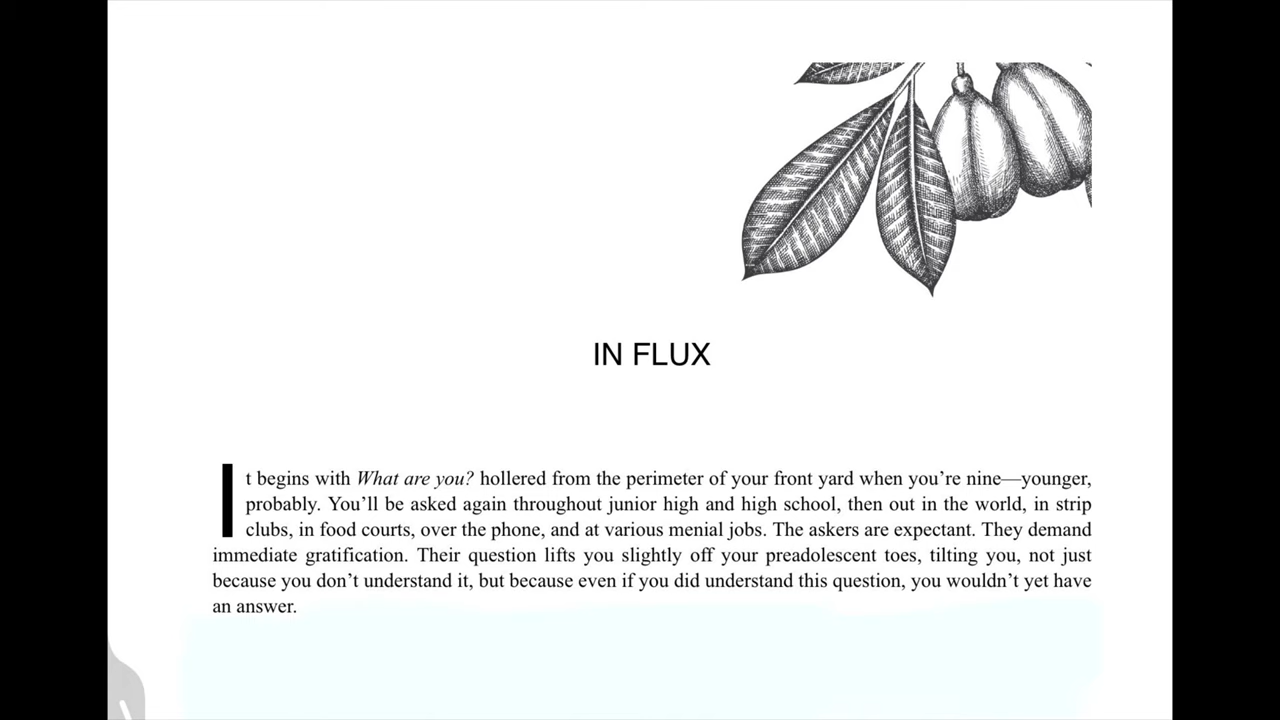 IN FLUX
It begins with What are you? hollered from the perimeter of your front yard when you’re nine—younger,
probably. You’ll be asked again throughout junior high and high school, then out in the world, in strip
clubs, in food courts, over the phone, and at various menial jobs. The askers are expectant. They demand
immediate gratification. Their question lifts you slightly off your preadolescent toes, tilting you, not just
because you don’t understand it, but because even if you did understand this question, you wouldn’t yet have
an answer.